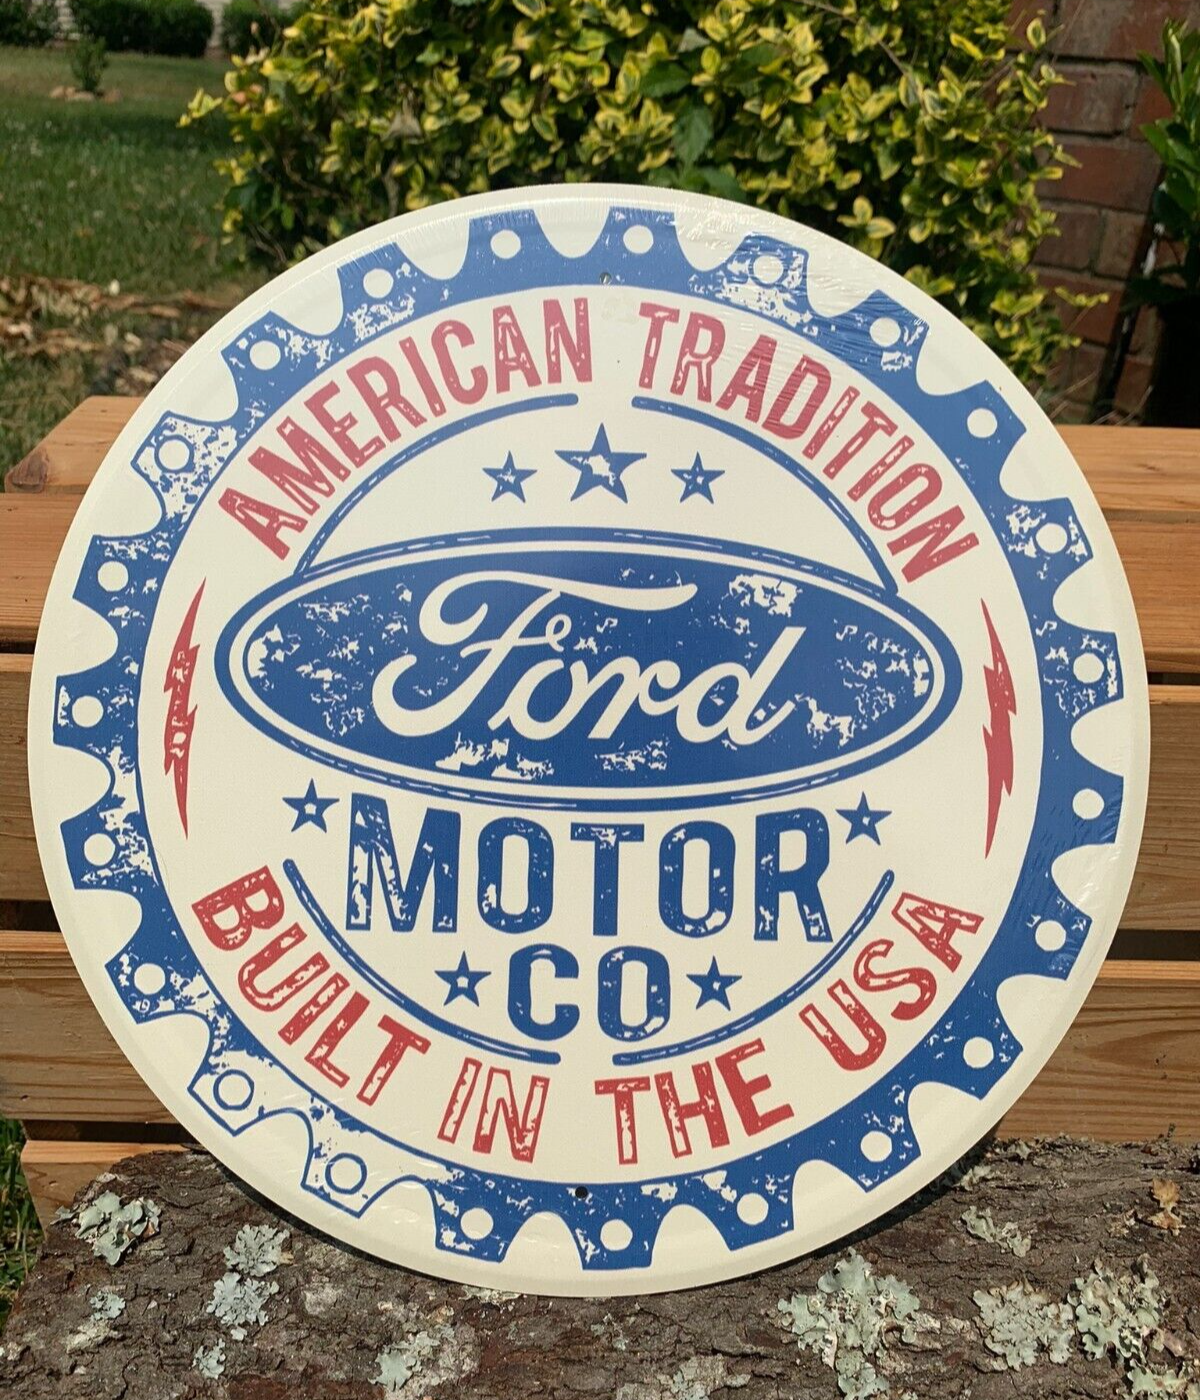 AMERICAN TRADITION
Ford
MOTOR
CO
BUILT IN THE USA